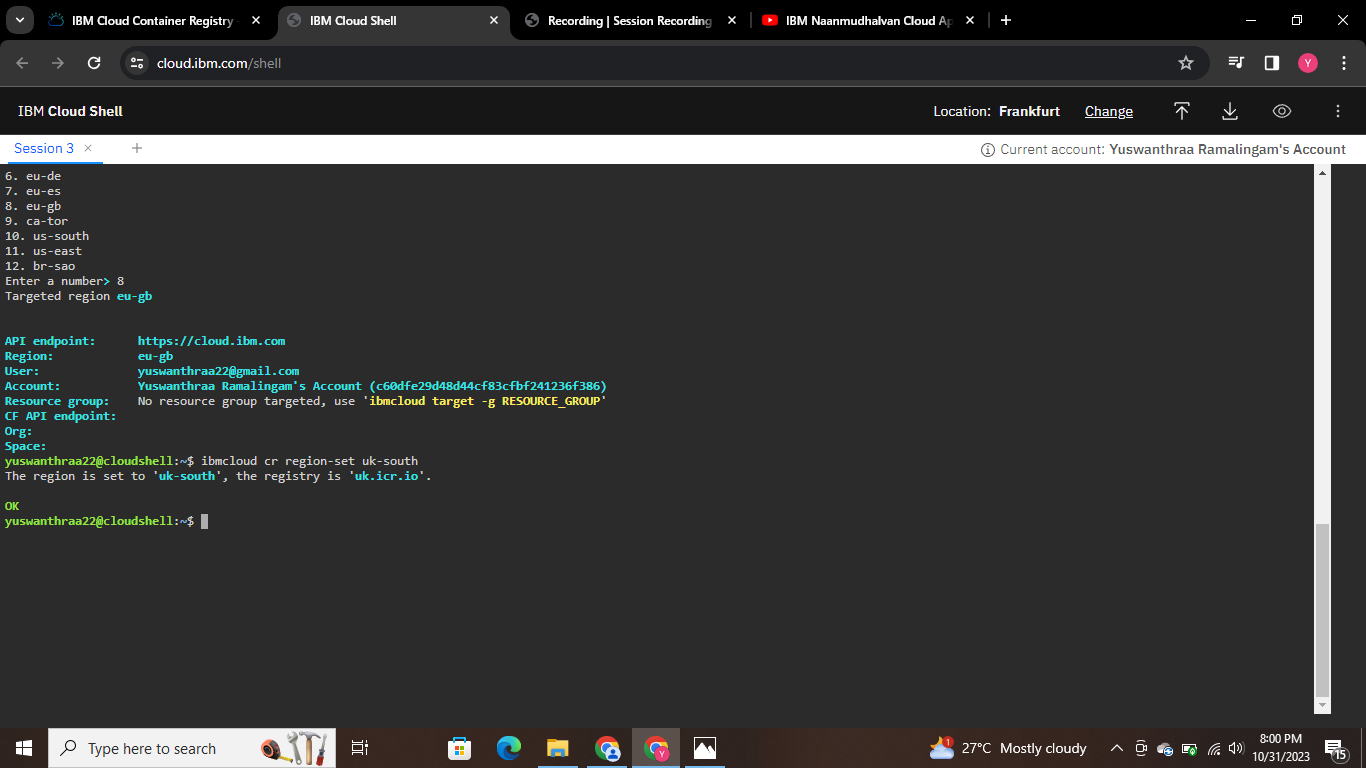 IBM Cloud Container Registry
IBM Cloud Shell
Recording | Session Recording
IBM Naanmudhalvan Cloud Ap
cloud.ibm.com/shell
Y
IBM Cloud Shell
Location: Frankfurt Change
Session 3
Current account: Yuswanthraa Ramalingam's Account
6. eu-de
7. eu-es
8. eu-gb
9. ca-tor
10. us-south
11. us-east
12. br-sao
Enter a number> 8
Targeted region eu-gb
API endpoint: https://cloud.ibm.com
Region: eu-gb
User: yuswanthraa22@gmail.com
Account: Yuswanthraa Ramalingam's Account (c60dfe29d48d44cf83cfbf241236f386)
Resource group: No resource group targeted, use 'ibmcloud target -g RESOURCE_GROUP'
CF API endpoint:
Org:
Space:
yuswanthraa22@cloudshell:~$ ibmcloud cr region-set uk-south
The region is set to 'uk-south', the registry is 'uk.icr.io'.
OK
yuswanthraa22@cloudshell:~$
Type here to search
Y
1
27°C Mostly cloudy
8:00 PM
10/31/2023
15